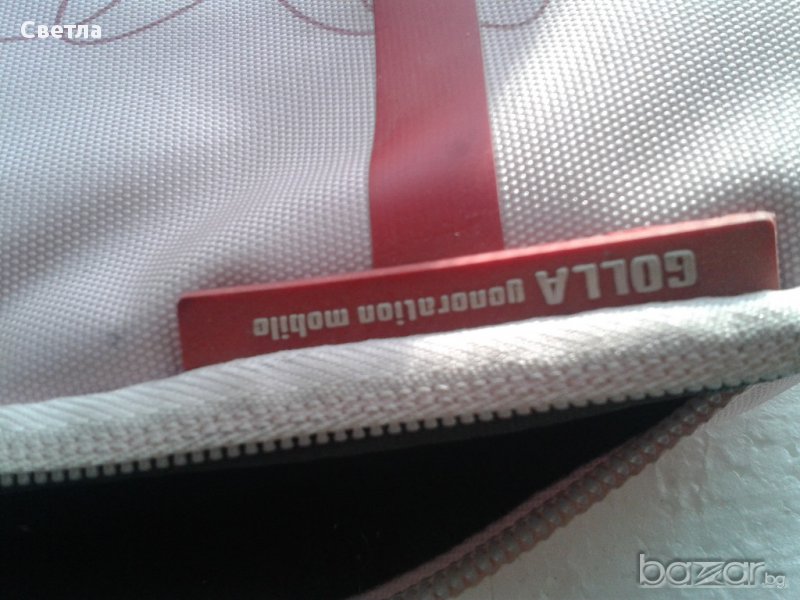 Светла
GOLLA generation mobile
bazar.bg